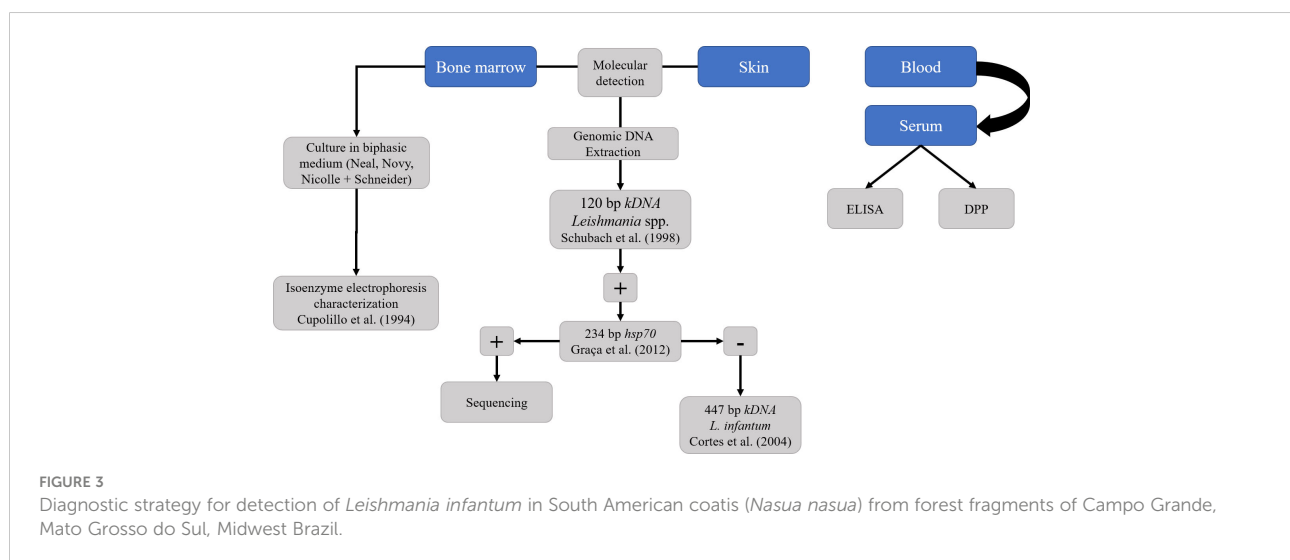 Bone marrow
Molecular
detection
Skin
Blood
Serum
Culture in biphasic
medium (Neal, Novy,
Nicolle + Schneider)
Genomic DNA
Extraction
ELISA
DPP
120 bp kDNA
Leishmania spp.
Schubach et al. (1998)
Isoenzyme electrophoresis
characterization
Cupolillo et al. (1994)
+
+
234 bp hsp70
Graça et al. (2012)
-
Sequencing
447 bp kDNA
L. infantum
Cortes et al. (2004)
FIGURE 3
Diagnostic strategy for detection of Leishmania infantum in South American coatis (Nasua nasua) from forest fragments of Campo Grande,
Mato Grosso do Sul, Midwest Brazil.